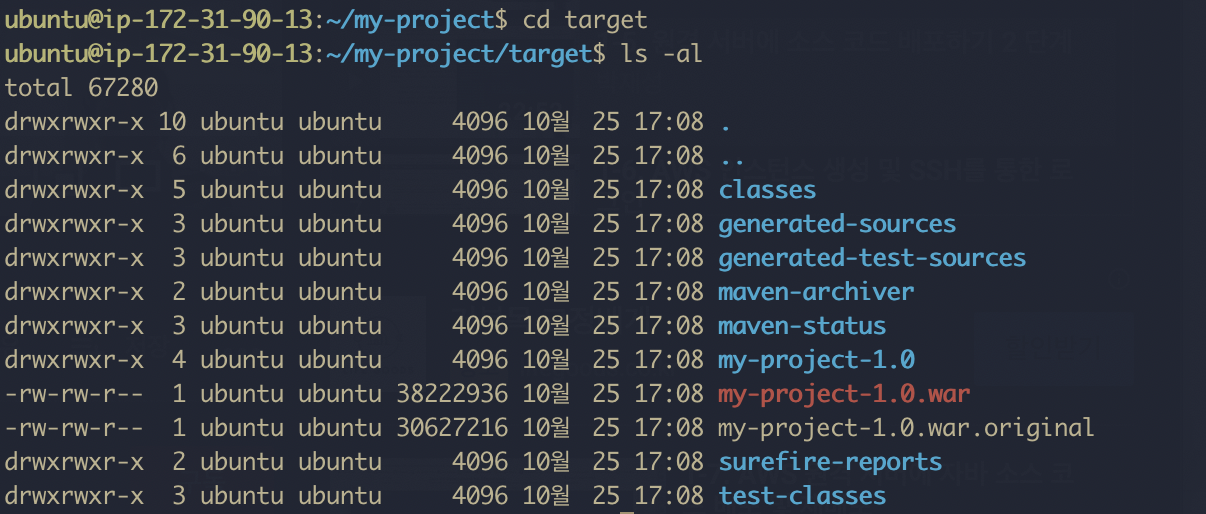 ubuntu@ip-172-31-90-13:~/my-project$ cd target
ubuntu@ip-172-31-90-13:~/my-project/target$ ls -al
total 67280
drwxrwxr-x 10 ubuntu ubuntu     4096 10월  25 17:08 .
drwxrwxr-x  6 ubuntu ubuntu     4096 10월  25 17:08 ..
drwxrwxr-x  5 ubuntu ubuntu     4096 10월  25 17:08 classes
drwxrwxr-x  3 ubuntu ubuntu     4096 10월  25 17:08 generated-sources
drwxrwxr-x  3 ubuntu ubuntu     4096 10월  25 17:08 generated-test-sources
drwxrwxr-x  2 ubuntu ubuntu     4096 10월  25 17:08 maven-archiver
drwxrwxr-x  3 ubuntu ubuntu     4096 10월  25 17:08 maven-status
drwxrwxr-x  4 ubuntu ubuntu     4096 10월  25 17:08 my-project-1.0
-rw-rw-r--  1 ubuntu ubuntu 38222936 10월  25 17:08 my-project-1.0.war
-rw-rw-r--  1 ubuntu ubuntu 30627216 10월  25 17:08 my-project-1.0.war.original
drwxrwxr-x  2 ubuntu ubuntu     4096 10월  25 17:08 surefire-reports
drwxrwxr-x  3 ubuntu ubuntu     4096 10월  25 17:08 test-classes